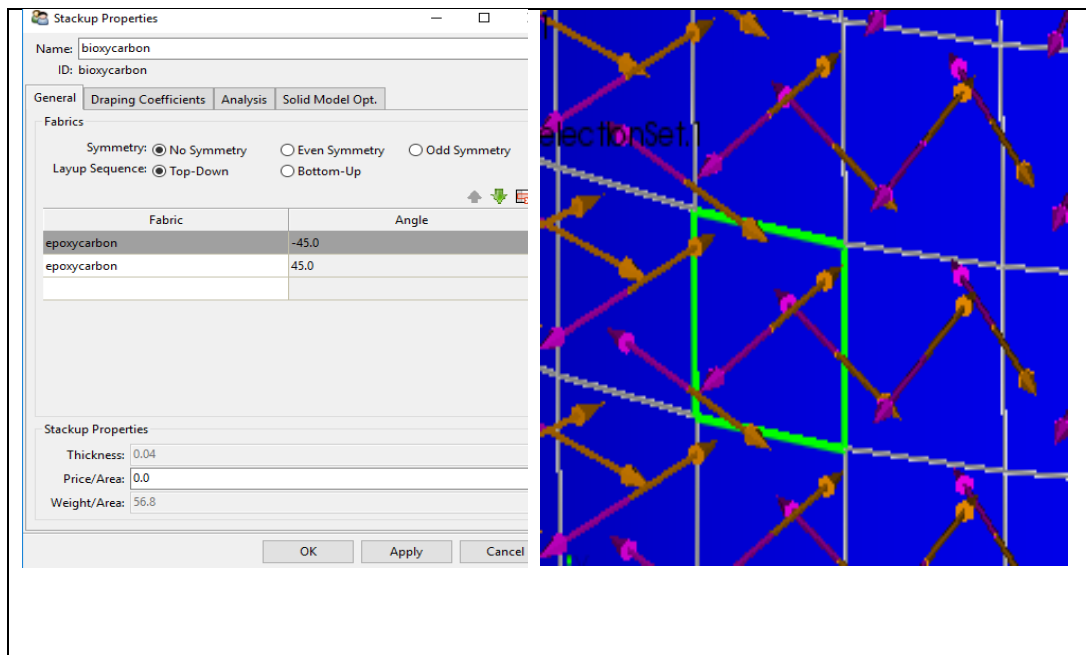 Stackup Properties
Name: bioxycarbon
ID: bioxycarbon
General Draping Coefficients Analysis Solid Model Opt.
Fabrics
Symmetry: No Symmetry Even Symmetry Odd Symmetry
Layup Sequence: Top-Down Bottom-Up
Fabric Angle
epoxycarbon -45.0
epoxycarbon 45.0
Stackup Properties
Thickness: 0.04
Price/Area: 0.0
Weight/Area: 56.8
OK Apply Cancel
electionSet.1